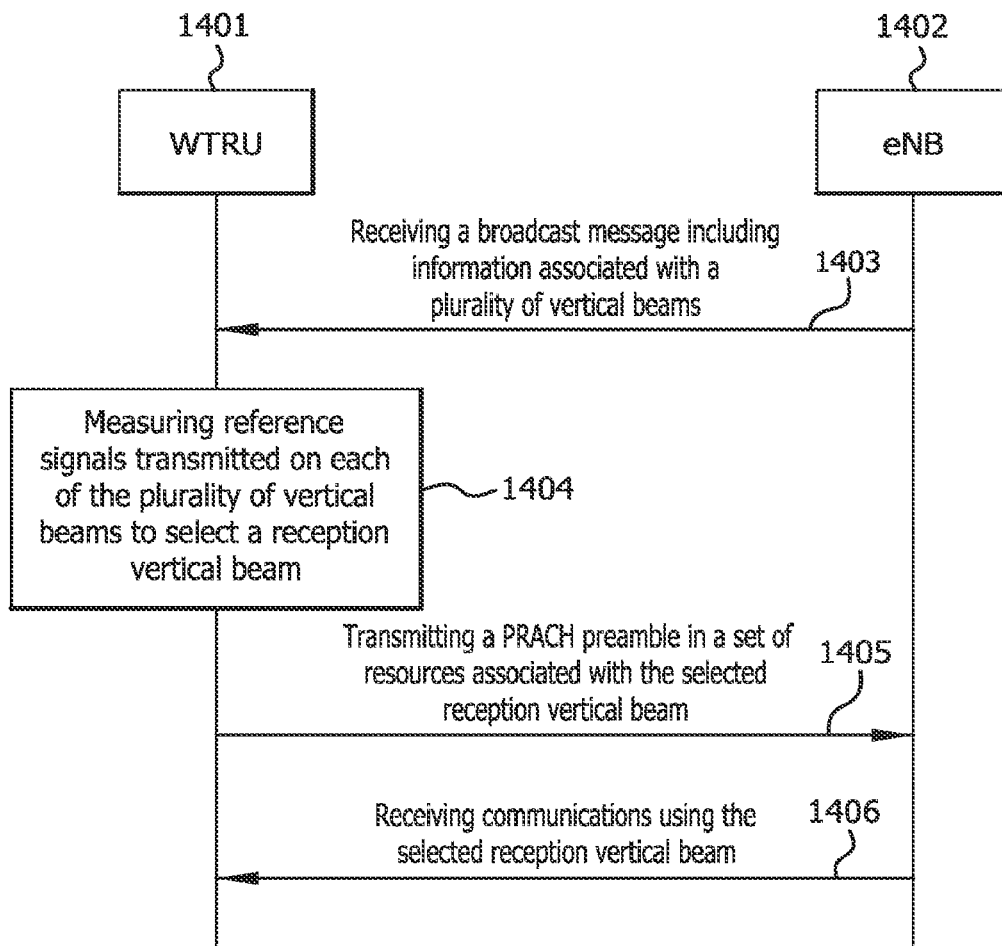 1401
1402
WTRU
eNB
Receiving a broadcast message including
information associated with a
plurality of vertical beams
1403
Measuring reference
signals transmitted on each
of the plurality of vertical
beams to select a reception
vertical beam
1404
Transmitting a PRACH preamble in a set of
resources associated with the selected
reception vertical beam
1405
Receiving communications using the
selected reception vertical beam
1406